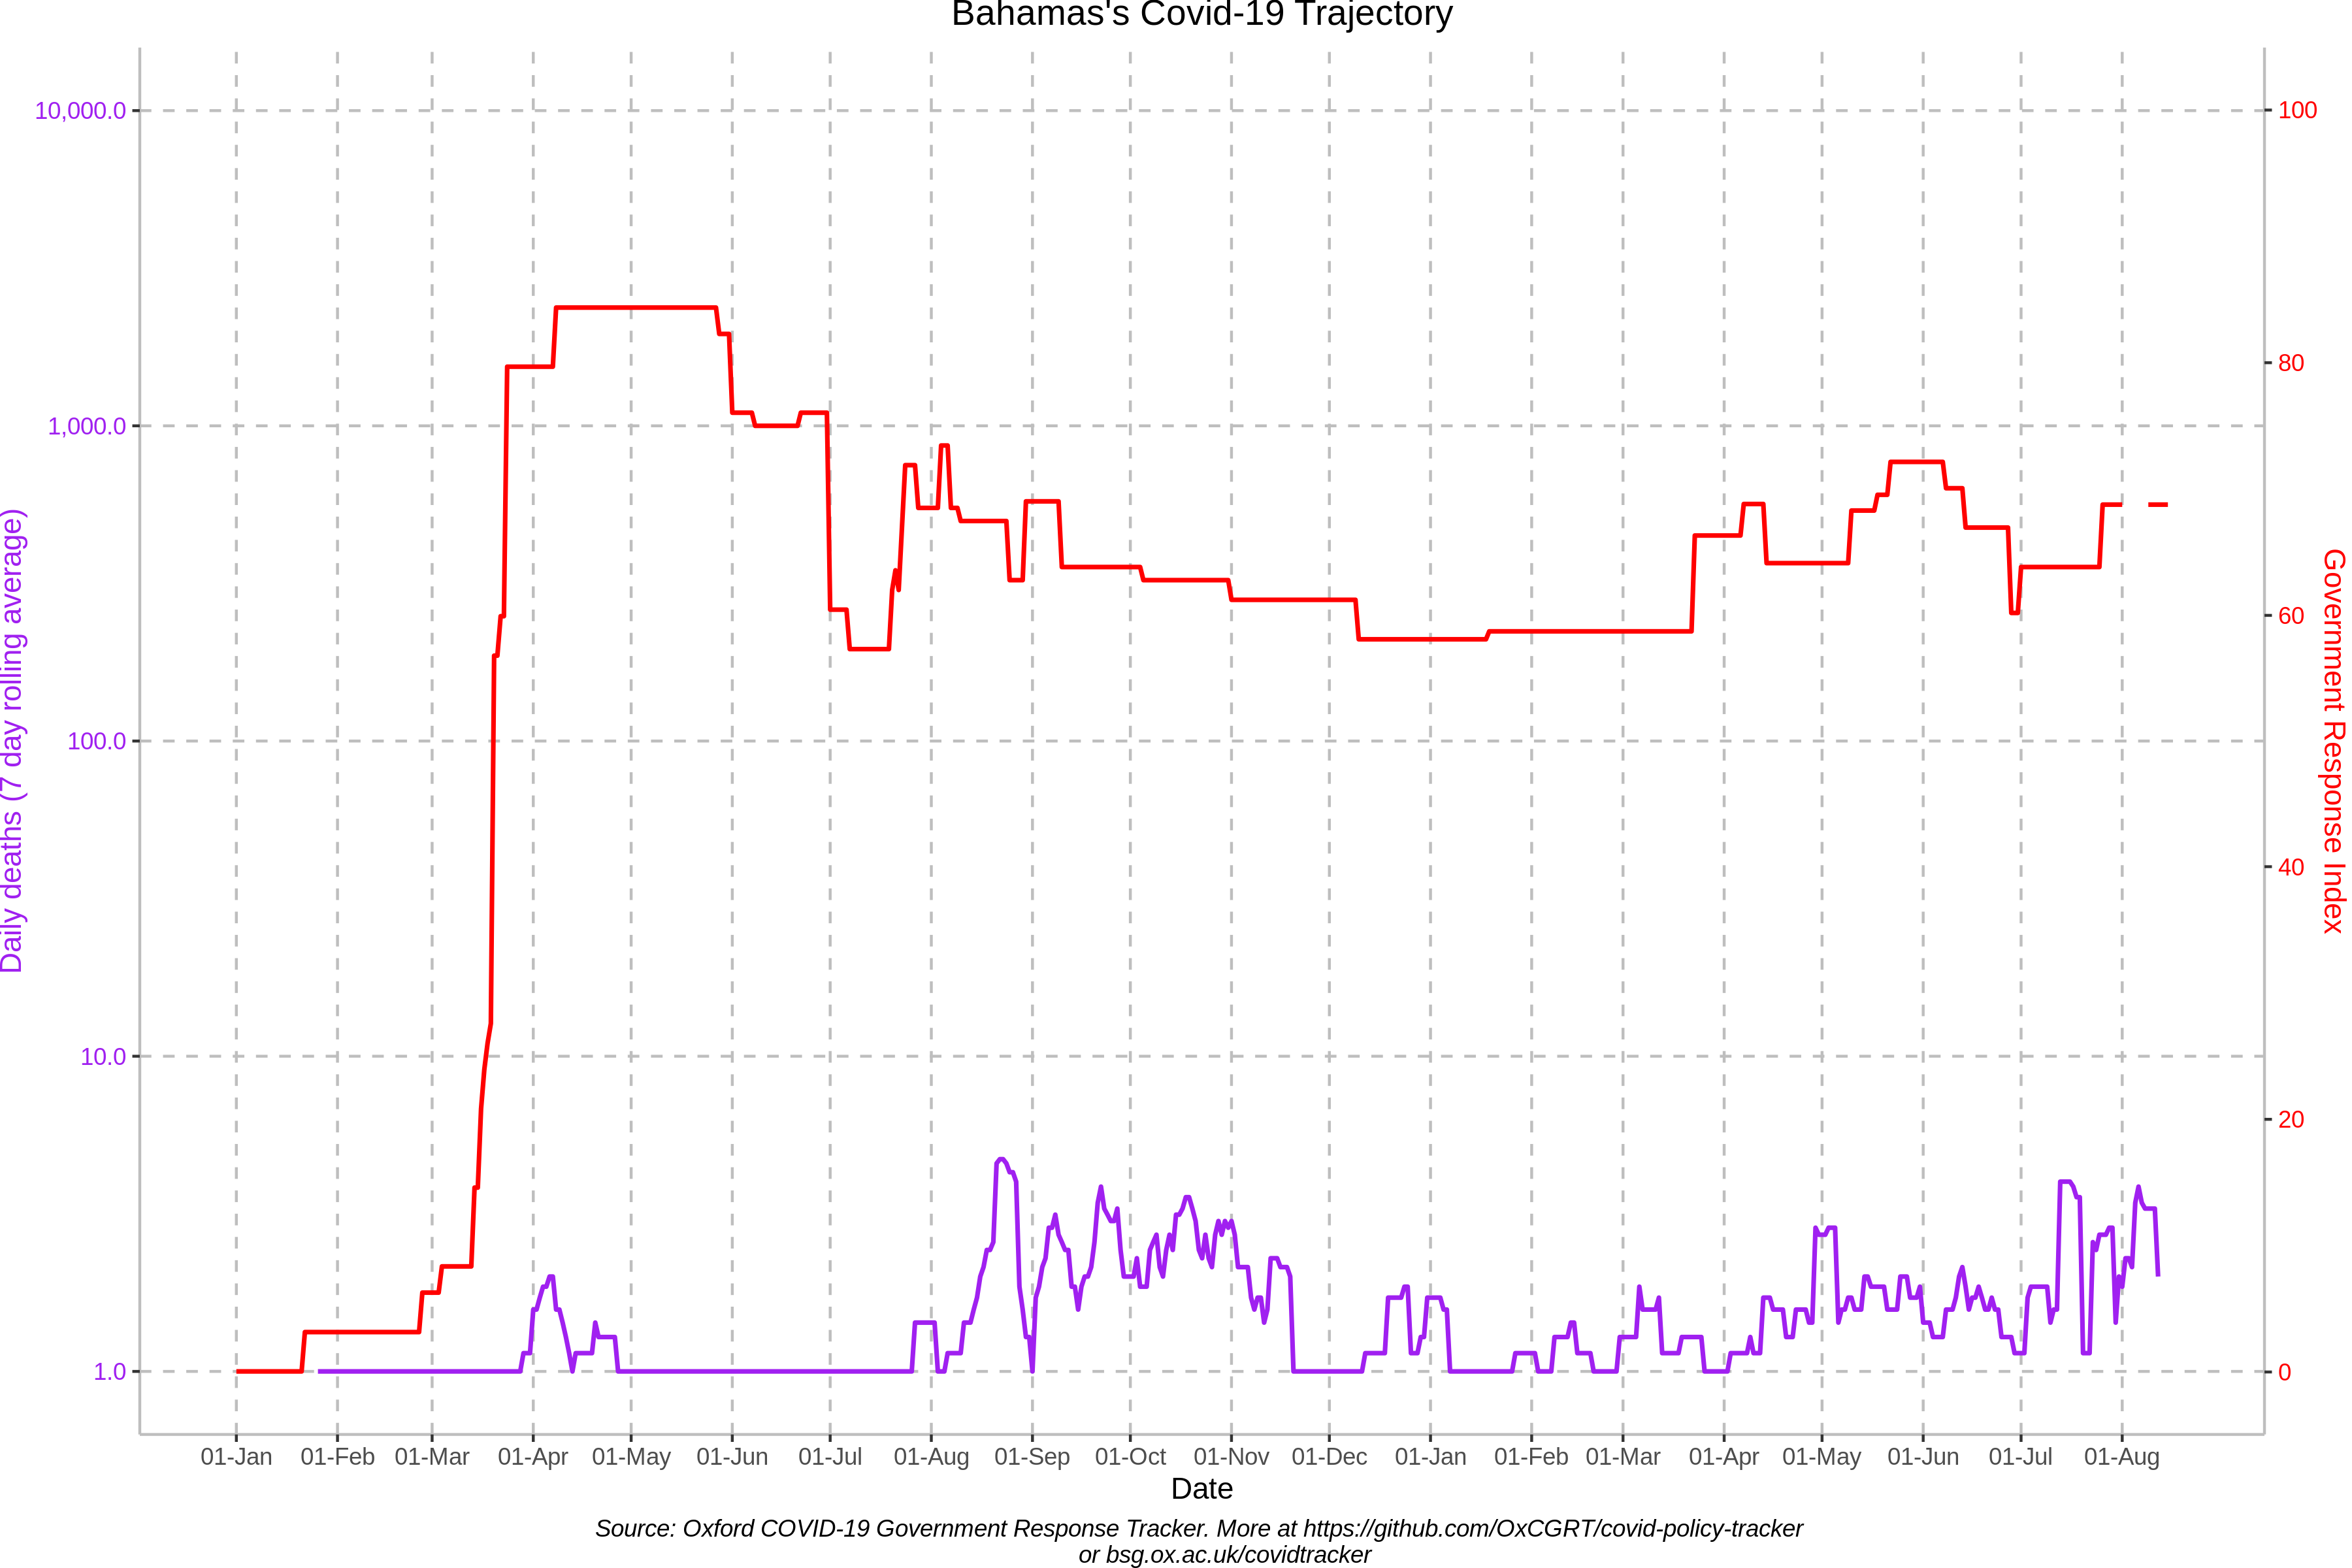 Bahamas's Covid-19 Trajectory
10,000.0
1,000.0
100.0
10.0
1.0
Daily deaths (7 day rolling average)
100
80
60
40
20
0
Government Response Index
01-Jan 01-Feb 01-Mar 01-Apr 01-May 01-Jun 01-Jul 01-Aug 01-Sep 01-Oct 01-Nov 01-Dec 01-Jan 01-Feb 01-Mar 01-Apr 01-May 01-Jun 01-Jul 01-Aug
Date
Source: Oxford COVID-19 Government Response Tracker. More at https://github.com/OxCGRT/covid-policy-tracker
or bsg.ox.ac.uk/covidtracker